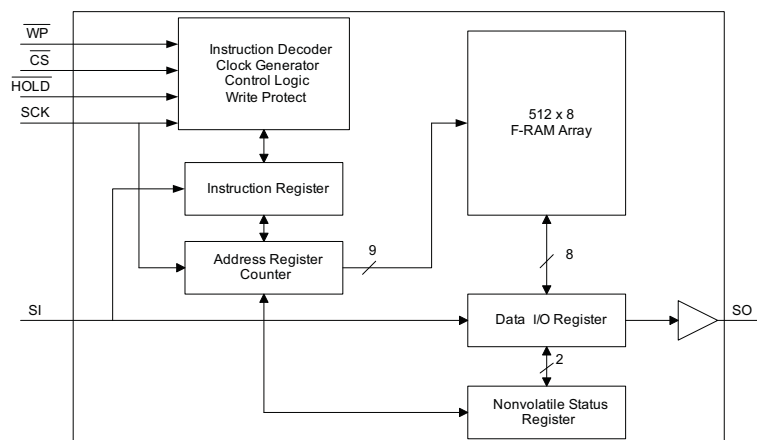 WP
CS
HOLD
SCK
Instruction Decoder
Clock Generator
Control Logic
Write Protect
512 x 8
F-RAM Array
Instruction Register
Address Register
Counter
9
8
SI
Data I/O Register
SO
2
Nonvolatile Status
Register